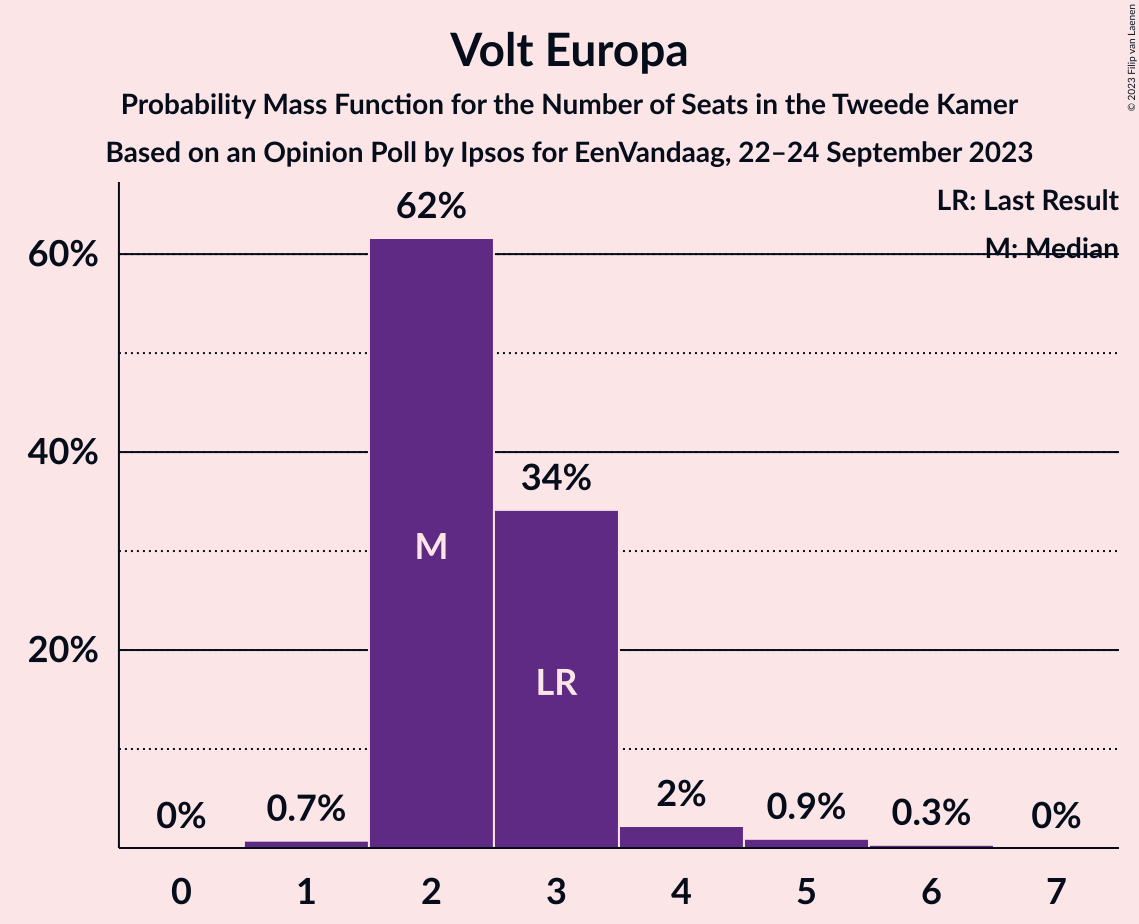 Volt Europa
Probability Mass Function for the Number of Seats in the Tweede Kamer
Based on an Opinion Poll by Ipsos for EenVandaag, 22–24 September 2023
© 2023 Filip van Laenen
LR: Last Result
M: Median
60%
40%
20%
0%
0.7%
62%
34%
2%
0.9%
0.3%
0%
M
LR
0 1 2 3 4 5 6 7